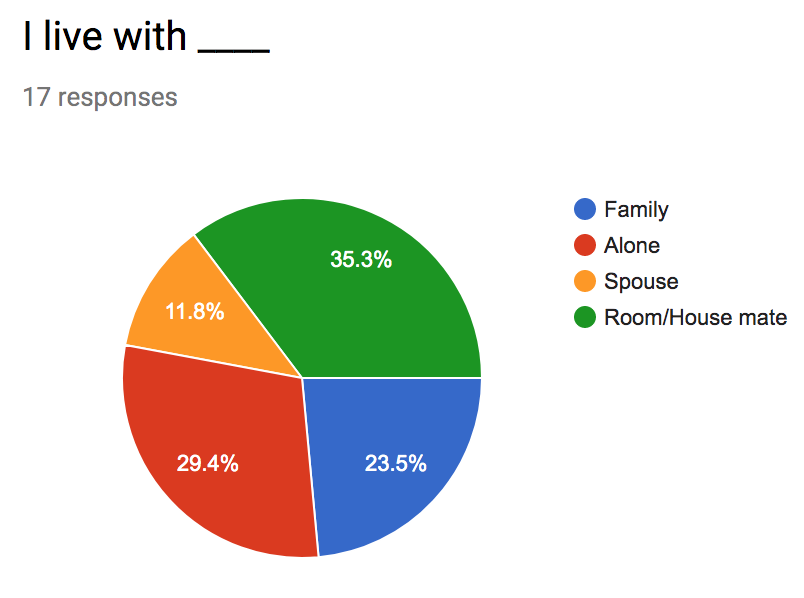 I live with ____
17 responses
Family
Alone
Spouse
Room/House mate
35.3%
11.8%
29.4%
23.5%